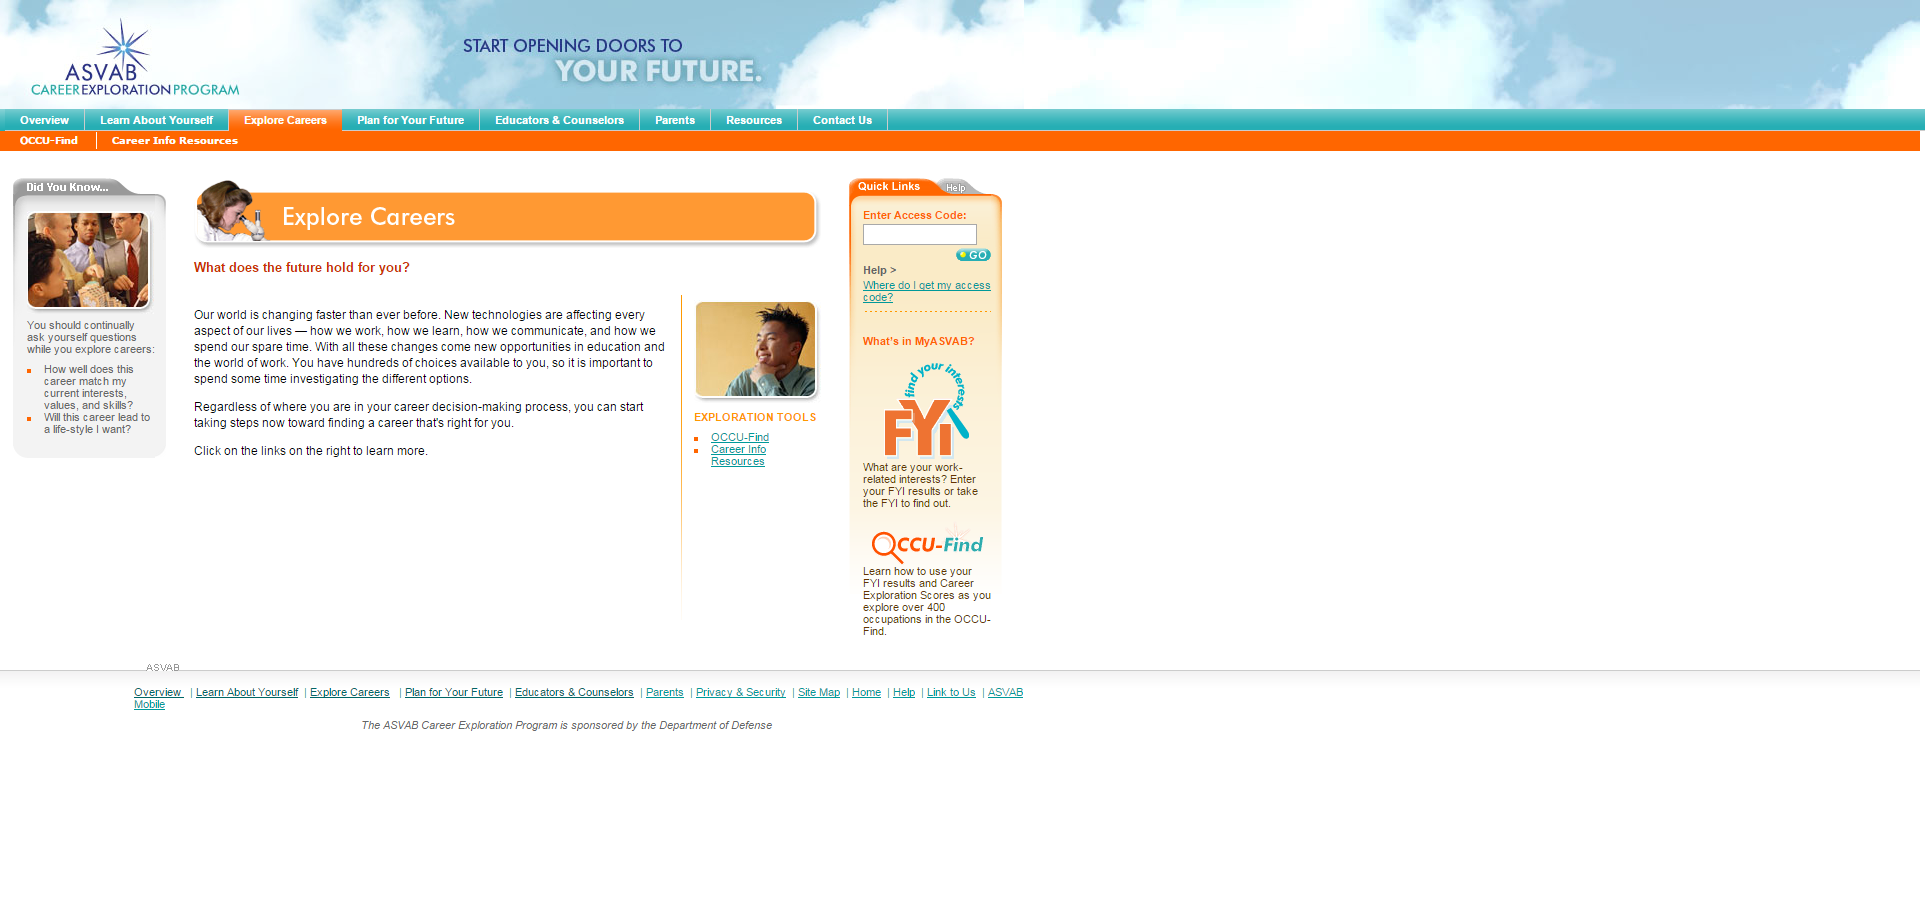 ASVAB
CAREER EXPLORATION PROGRAM
START OPENING DOORS TO
YOUR FUTURE.
Overview
Learn About Yourself
Explore Careers
Plan for Your Future
Educators & Counselors
Parents
Resources
Contact Us
OCCU-Find
Career Info Resources
Did You Know...
You should continually
ask yourself questions
while you explore careers:
How well does this
career match my
current interests,
values, and skills?
Will this career lead to
a life-style I want?
Explore Careers
What does the future hold for you?
Our world is changing faster than ever before. New technologies are affecting every
aspect of our lives — how we work, how we learn, how we communicate, and how we
spend our spare time. With all these changes come new opportunities in education and
the world of work. You have hundreds of choices available to you, so it is important to
spend some time investigating the different options.
Regardless of where you are in your career decision-making process, you can start
taking steps now toward finding a career that's right for you.
Click on the links on the right to learn more.
EXPLORATION TOOLS
OCCU-Find
Career Info
Resources
Quick Links
Help
Enter Access Code:
GO
Help >
Where do I get my access
code?
What's in MyASVAB?
find your interests
FYi
What are your work-
related interests? Enter
your FYI results or take
the FYI to find out.
OCCU-Find
Learn how to use your
FYI results and Career
Exploration Scores as you
explore over 400
occupations in the OCCU-
Find.
ASVAB
Overview | Learn About Yourself | Explore Careers | Plan for Your Future | Educators & Counselors | Parents | Privacy & Security | Site Map | Home | Help | Link to Us | ASVAB
Mobile
The ASVAB Career Exploration Program is sponsored by the Department of Defense